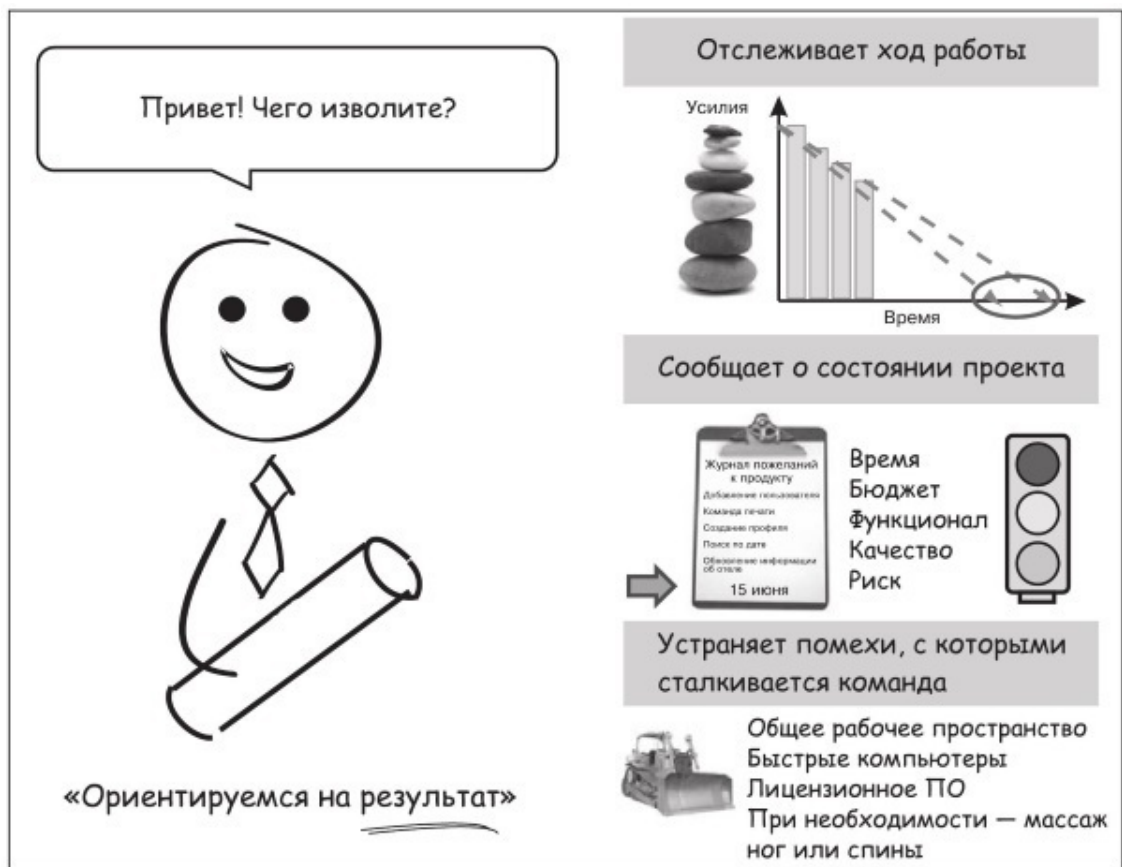 Привет! Чего изволите?
«Ориентируемся на результат»
Отслеживает ход работы
Усилия
Время
Сообщает о состоянии проекта
Журнал пожеланий
к продукту
Добавление пользователя
Команда печати
Создание профиля
Поиск по дате
Обновление информации
об отеле
15 июня
Время
Бюджет
Функционал
Качество
Риск
Устраняет помехи, с которыми
сталкивается команда
Общее рабочее пространство
Быстрые компьютеры
Лицензионное ПО
При необходимости — массаж
ног или спины